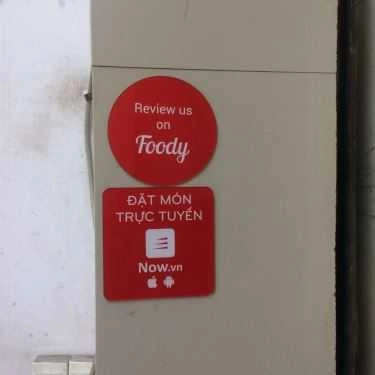 Review us
on
Foody
ĐẶT MÓN
TRỰC TUYẾN
Now.vn